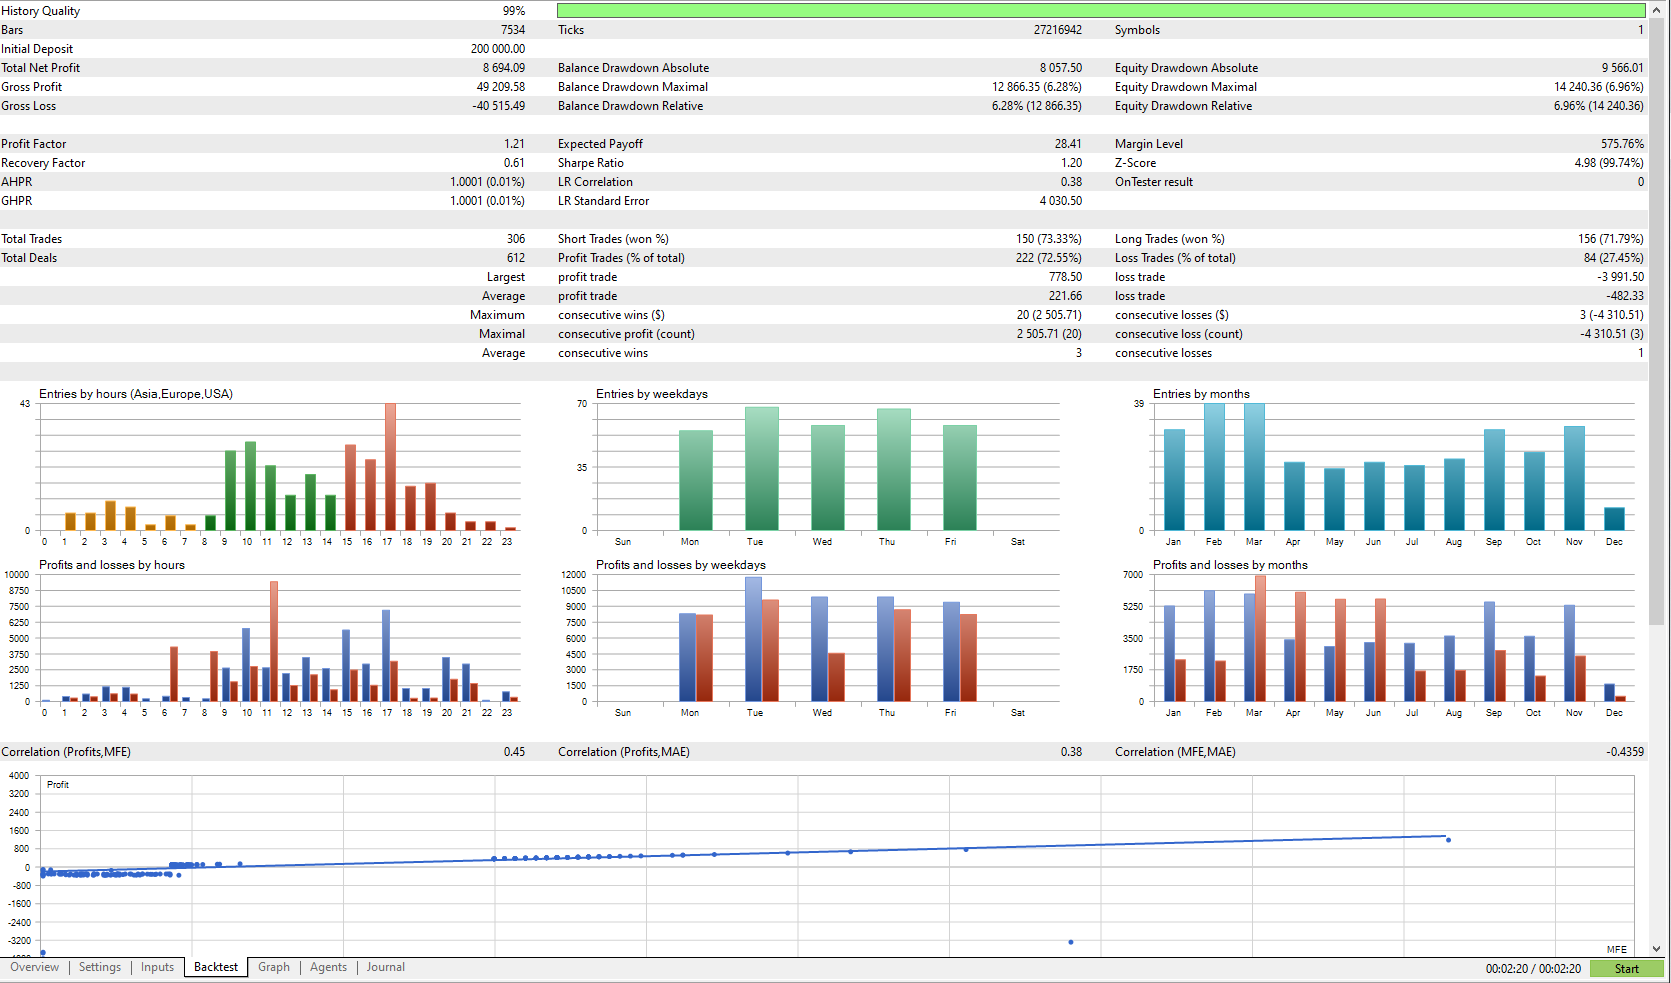 History Quality 99%
Bars 7534 Ticks 27216942 Symbols 1
Initial Deposit 200 000.00
Total Net Profit 8 694.09 Balance Drawdown Absolute 8 057.50 Equity Drawdown Absolute 9 566.01
Gross Profit 49 209.58 Balance Drawdown Maximal 12 866.35 (6.28%) Equity Drawdown Maximal 14 240.36 (6.96%)
Gross Loss -40 515.49 Balance Drawdown Relative 6.28% (12 866.35) Equity Drawdown Relative 6.96% (14 240.36)
Profit Factor 1.21 Expected Payoff 28.41 Margin Level 575.76%
Recovery Factor 0.61 Sharpe Ratio 1.20 Z-Score 4.98 (99.74%)
AHPR 1.0001 (0.01%) LR Correlation 0.38 OnTester result 0
GHPR 1.0001 (0.01%) LR Standard Error 4 030.50
Total Trades 306 Short Trades (won %) 150 (73.33%) Long Trades (won %) 156 (71.79%)
Total Deals 612 Profit Trades (% of total) 222 (72.55%) Loss Trades (% of total) 84 (27.45%)
Largest profit trade 778.50 loss trade -3 991.50
Average profit trade 221.66 loss trade -482.33
Maximum consecutive wins ($) 20 (2 505.71) consecutive losses ($) 3 (-4 310.51)
Maximal consecutive profit (count) 2 505.71 (20) consecutive loss (count) -4 310.51 (3)
Average consecutive wins 3 consecutive losses 1
Entries by hours (Asia,Europe,USA)
43
0
0 1 2 3 4 5 6 7 8 9 10 11 12 13 14 15 16 17 18 19 20 21 22 23
Entries by weekdays
70
35
0
Sun Mon Tue Wed Thu Fri Sat
Entries by months
39
0
Jan Feb Mar Apr May Jun Jul Aug Sep Oct Nov Dec
Profits and losses by hours
10000
8750
7500
6250
5000
3750
2500
1250
0
0 1 2 3 4 5 6 7 8 9 10 11 12 13 14 15 16 17 18 19 20 21 22 23
Profits and losses by weekdays
12000
10500
9000
7500
6000
4500
3000
1500
0
Sun Mon Tue Wed Thu Fri Sat
Profits and losses by months
7000
5250
3500
1750
0
Jan Feb Mar Apr May Jun Jul Aug Sep Oct Nov Dec
Correlation (Profits,MFE) 0.45 Correlation (Profits,MAE) 0.38 Correlation (MFE,MAE) -0.4359
Profit
4000
3200
2400
1600
800
0
-800
-1600
-2400
-3200
MFE
Overview Settings Inputs Backtest Graph Agents Journal 00:02:20 / 00:02:20 Start